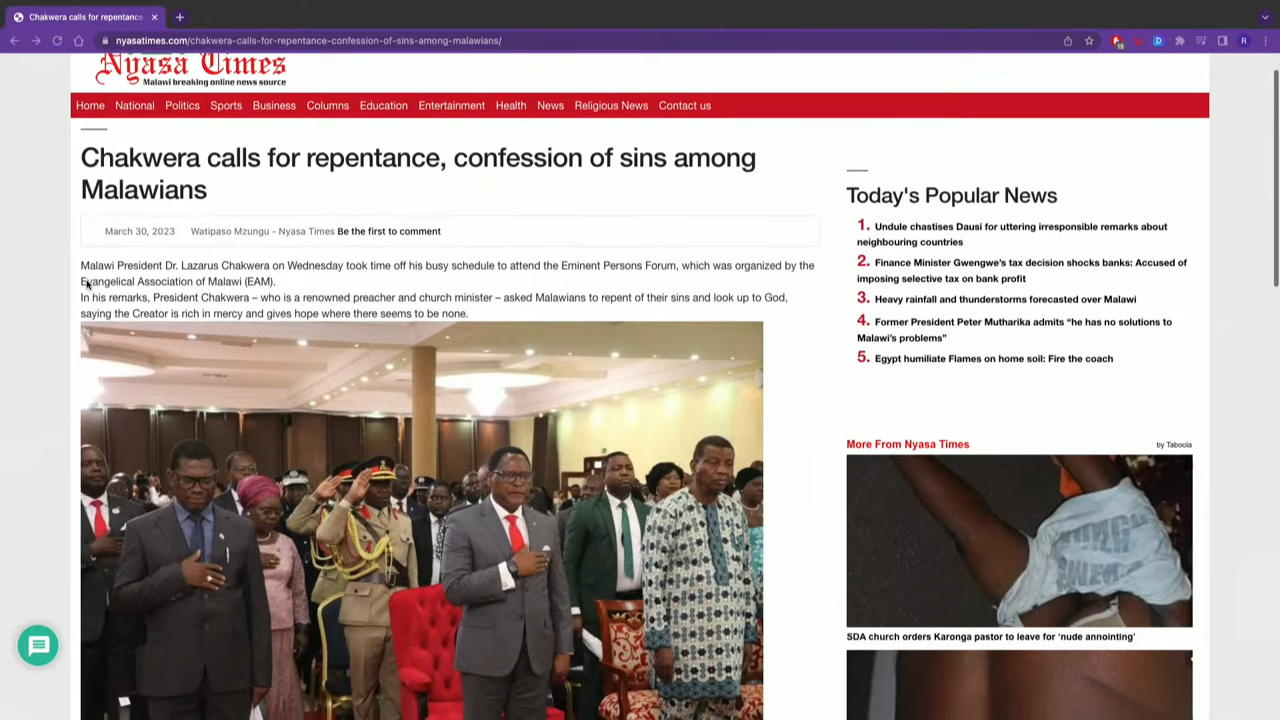 Chakwera calls for repentance,
nyasatimes.com/chakwera-calls-for-repentance-confession-of-sins-among-malawians/
Nyasa Times
Malawi breaking online news source
Home National Politics Sports Business Columns Education Entertainment Health News Religious News Contact us
Chakwera calls for repentance, confession of sins among
Malawians
March 30, 2023 Watipaso Mzungu - Nyasa Times Be the first to comment
Malawi President Dr. Lazarus Chakwera on Wednesday took time off his busy schedule to attend the Eminent Persons Forum, which was organized by the
Evangelical Association of Malawi (EAM).
In his remarks, President Chakwera – who is a renowned preacher and church minister – asked Malawians to repent of their sins and look up to God,
saying the Creator is rich in mercy and gives hope where there seems to be none.
Today's Popular News
1. Undule chastises Dausi for uttering irresponsible remarks about
neighbouring countries
2. Finance Minister Gwengwe's tax decision shocks banks: Accused of
imposing selective tax on bank profit
3. Heavy rainfall and thunderstorms forecasted over Malawi
4. Former President Peter Mutharika admits “he has no solutions to
Malawi’s problems”
5. Egypt humiliate Flames on home soil: Fire the coach
More From Nyasa Times by Taboola
SDA church orders Karonga pastor to leave for ‘nude annointing’